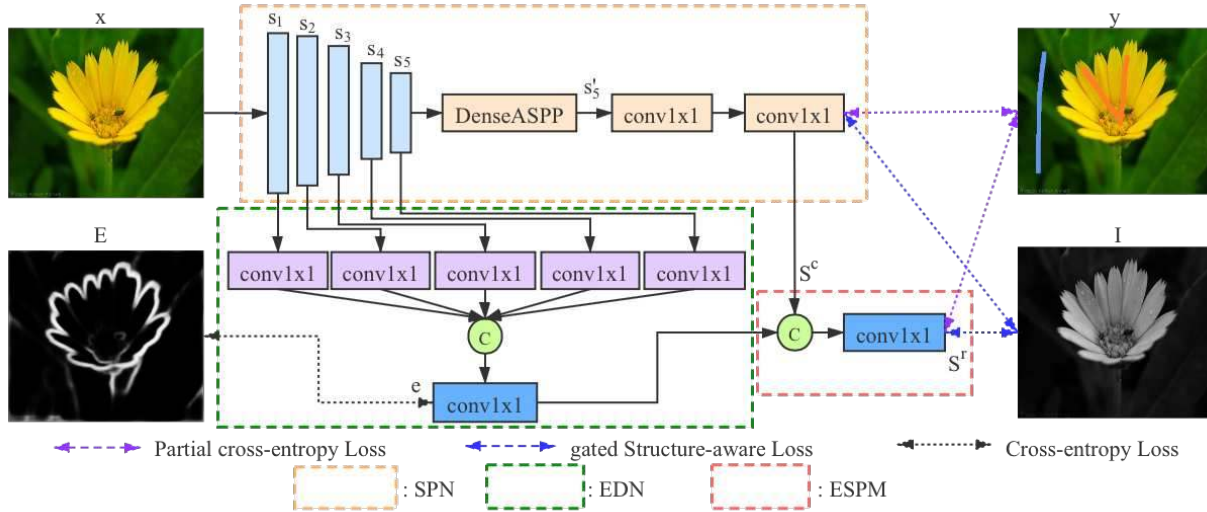 x
s1
s2
s3
s4
s5
DenseASPP
s'5
conv1x1
conv1x1
y
E
conv1x1
conv1x1
conv1x1
conv1x1
conv1x1
C
e
conv1x1
S^c
C
conv1x1
S^r
I
Partial cross-entropy Loss
gated Structure-aware Loss
Cross-entropy Loss
: SPN
: EDN
: ESPM